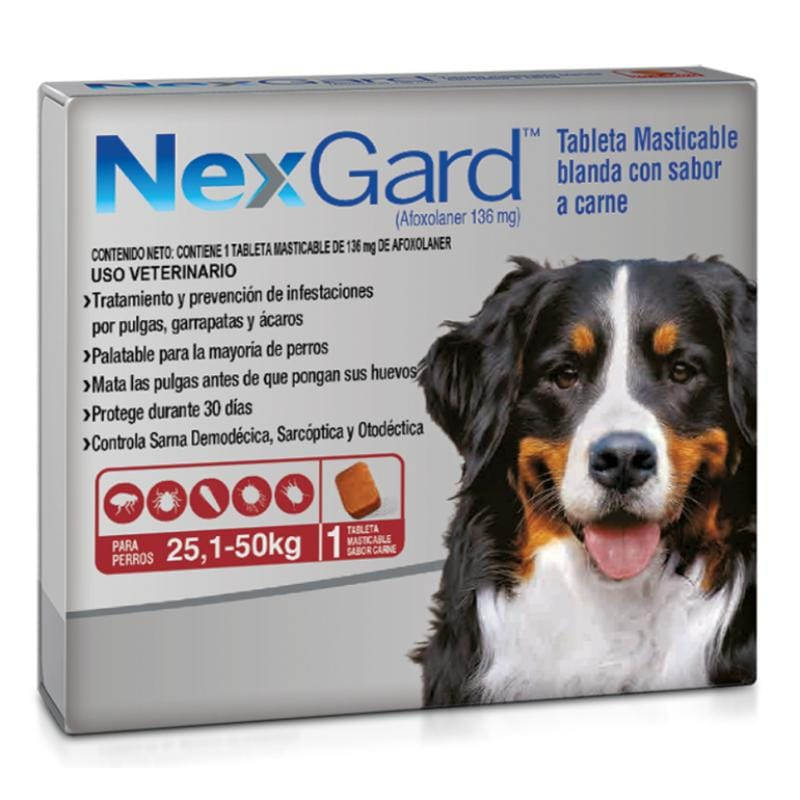 NexGard™
(Afoxolaner 136 mg)
Tableta Masticable
blanda con sabor
a carne
CONTENIDO NETO: CONTIENE 1 TABLETA MASTICABLE DE 136 mg DE AFOXOLANER
USO VETERINARIO
›Tratamiento y prevención de infestaciones
por pulgas, garrapatas y ácaros
›Palatable para la mayoría de perros
›Mata las pulgas antes de que pongan sus huevos
›Protege durante 30 días
›Controla Sarna Demodécica, Sarcóptica y Otodéctica
PARA
PERROS 25,1-50kg
1 TABLETA
MASTICABLE
SABOR CARNE
NexGard